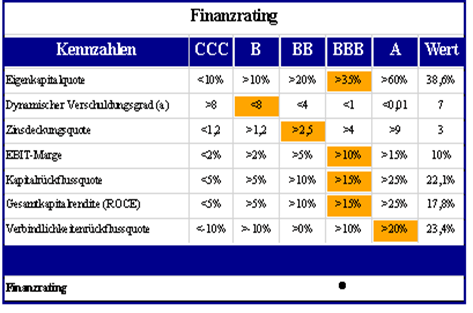 Finanzrating
Kennzahlen CCC B BB BBB A Wert
Eigenkapitalquote <10% >10% >20% >35% >60% 38,6%
Dynamischer Verschuldungsgrad (a) >8 <8 <4 <1 <0,01 7
Zinsdeckungsquote <1,2 >1,2 >2,5 >4 >9 3
EBIT-Marge <2% >2% >5% >10% >15% 10%
Kapitalrückflussquote <5% >5% >10% >15% >25% 22,1%
Gesamtkapitalrendite (ROCE) <5% >5% >10% >15% >25% 17,8%
Verbindlichkeitenrückflussquote <-10% >-10% >0% >10% >20% 23,4%
Finanzrating •